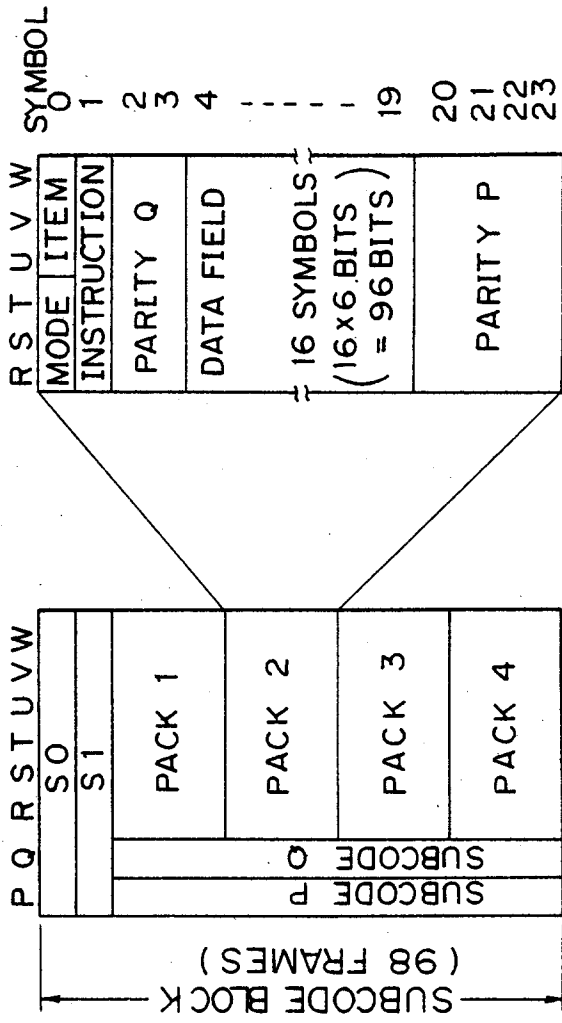 P Q R S T U V W
S0
S1
PACK 1
PACK 2
PACK 3
PACK 4
SUBCODE Q
SUBCODE P
SUBCODE BLOCK
(98 FRAMES)
R S T U V W
SYMBOL
MODE ITEM 0
INSTRUCTION 1
PARITY Q
2
3
DATA FIELD
4
16 SYMBOLS
(16×6 BITS
= 96 BITS)
19
PARITY P
20
21
22
23